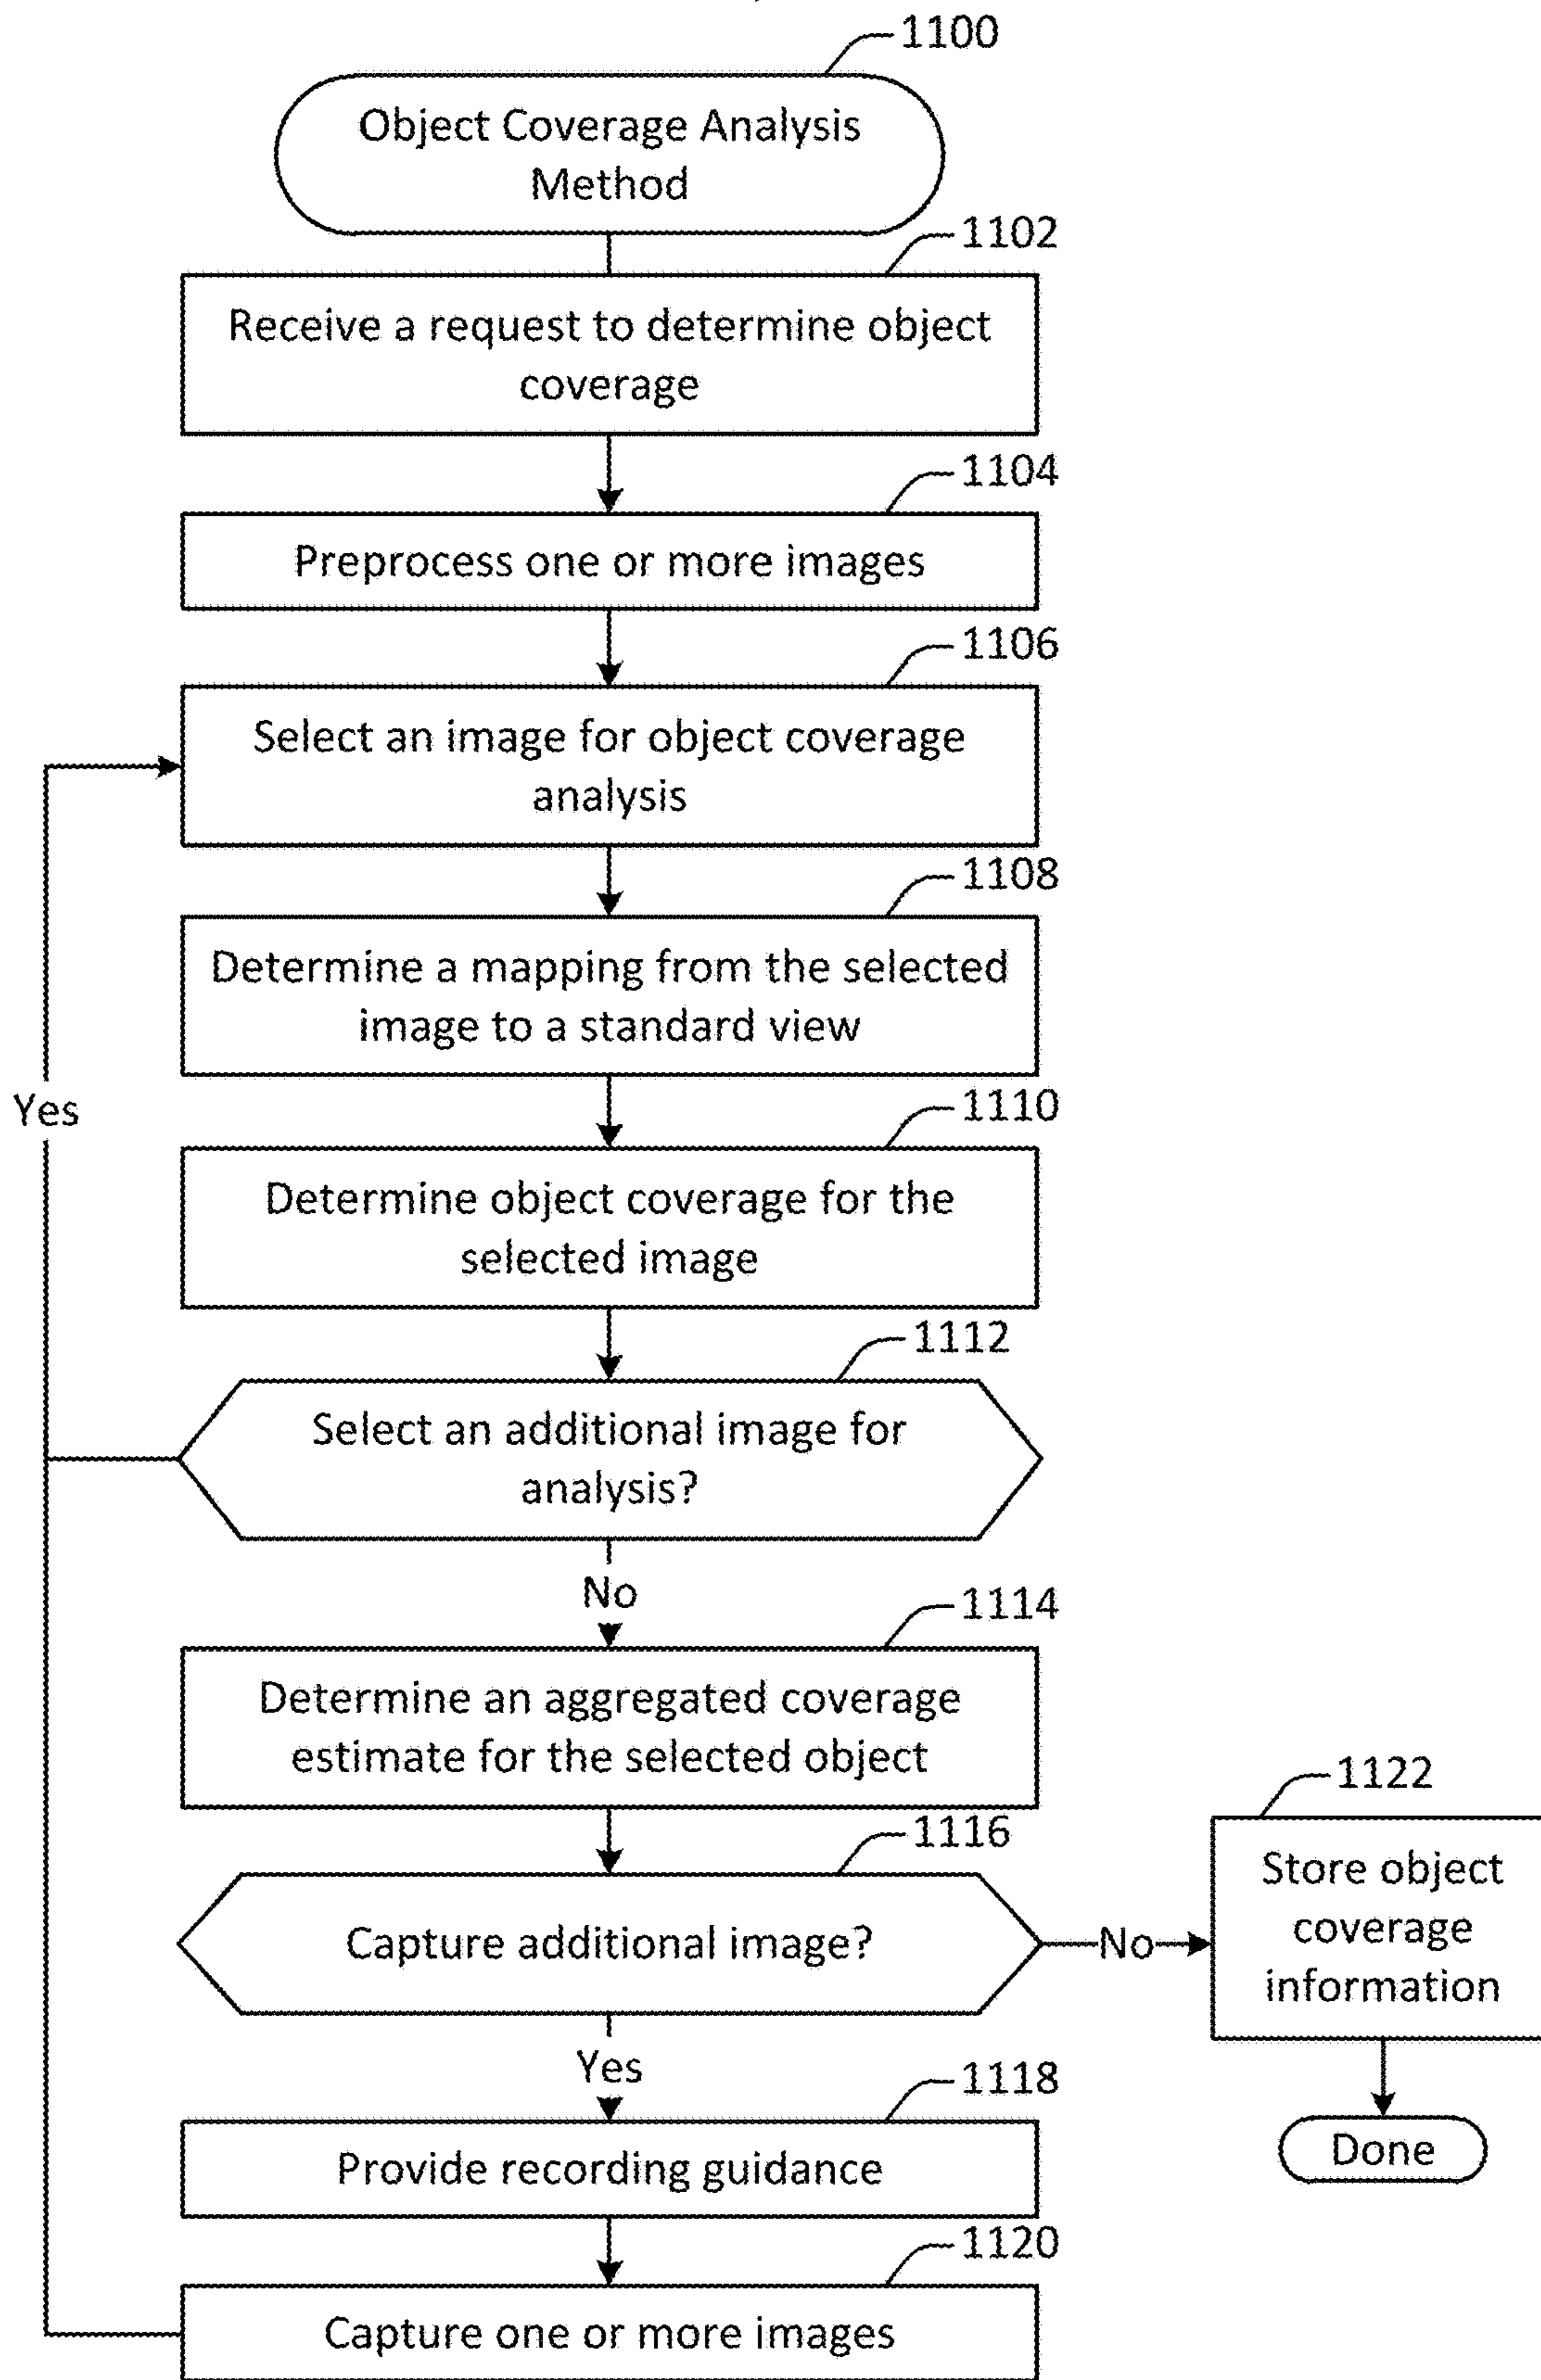 1100
Object Coverage Analysis
Method
1102
Receive a request to determine object
coverage
1104
Preprocess one or more images
1106
Select an image for object coverage
analysis
1108
Determine a mapping from the selected
image to a standard view
Yes
1110
Determine object coverage for the
selected image
1112
Select an additional image for
analysis?
No
1114
Determine an aggregated coverage
estimate for the selected object
1116
Capture additional image?
No
1122
Store object
coverage
information
Done
Yes
1118
Provide recording guidance
1120
Capture one or more images